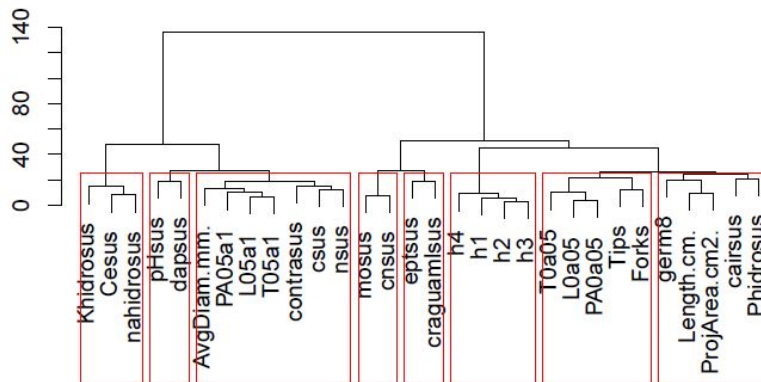 140
80
40
0
Khidrosus
Cesus
nahidrosus
pHsus
dapsus
AvgDiam.mm.
PA05a1
L05a1
T05a1
contrasus
csus
nsus
mosus
cnsus
eptsus
craguamlsus
h4
h1
h2
h3
T0a05
L0a05
PA0a05
Tips
Forks
germ8
Length.cm.
ProjArea.cm2.
cairsus
Phidrosus